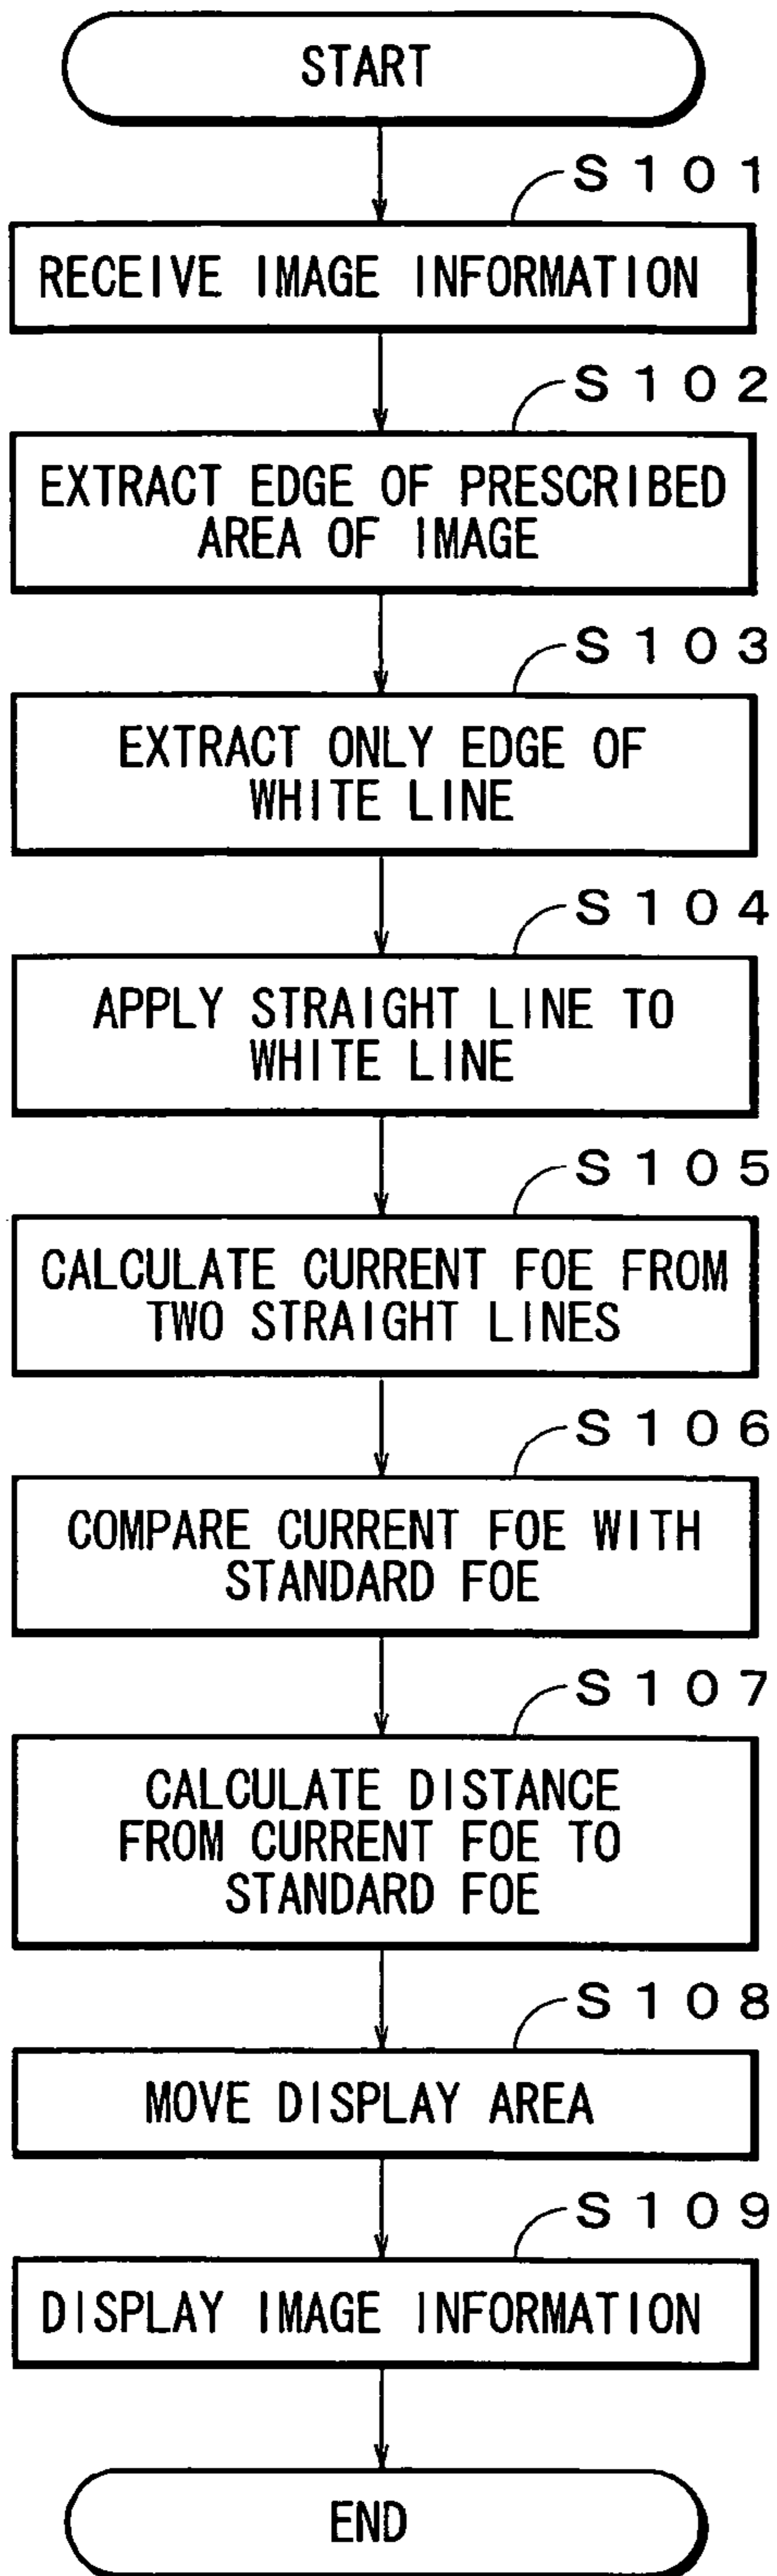 START
S101
RECEIVE IMAGE INFORMATION
S102
EXTRACT EDGE OF PRESCRIBED
AREA OF IMAGE
S103
EXTRACT ONLY EDGE OF
WHITE LINE
S104
APPLY STRAIGHT LINE TO
WHITE LINE
S105
CALCULATE CURRENT FOE FROM
TWO STRAIGHT LINES
S106
COMPARE CURRENT FOE WITH
STANDARD FOE
S107
CALCULATE DISTANCE
FROM CURRENT FOE TO
STANDARD FOE
S108
MOVE DISPLAY AREA
S109
DISPLAY IMAGE INFORMATION
END